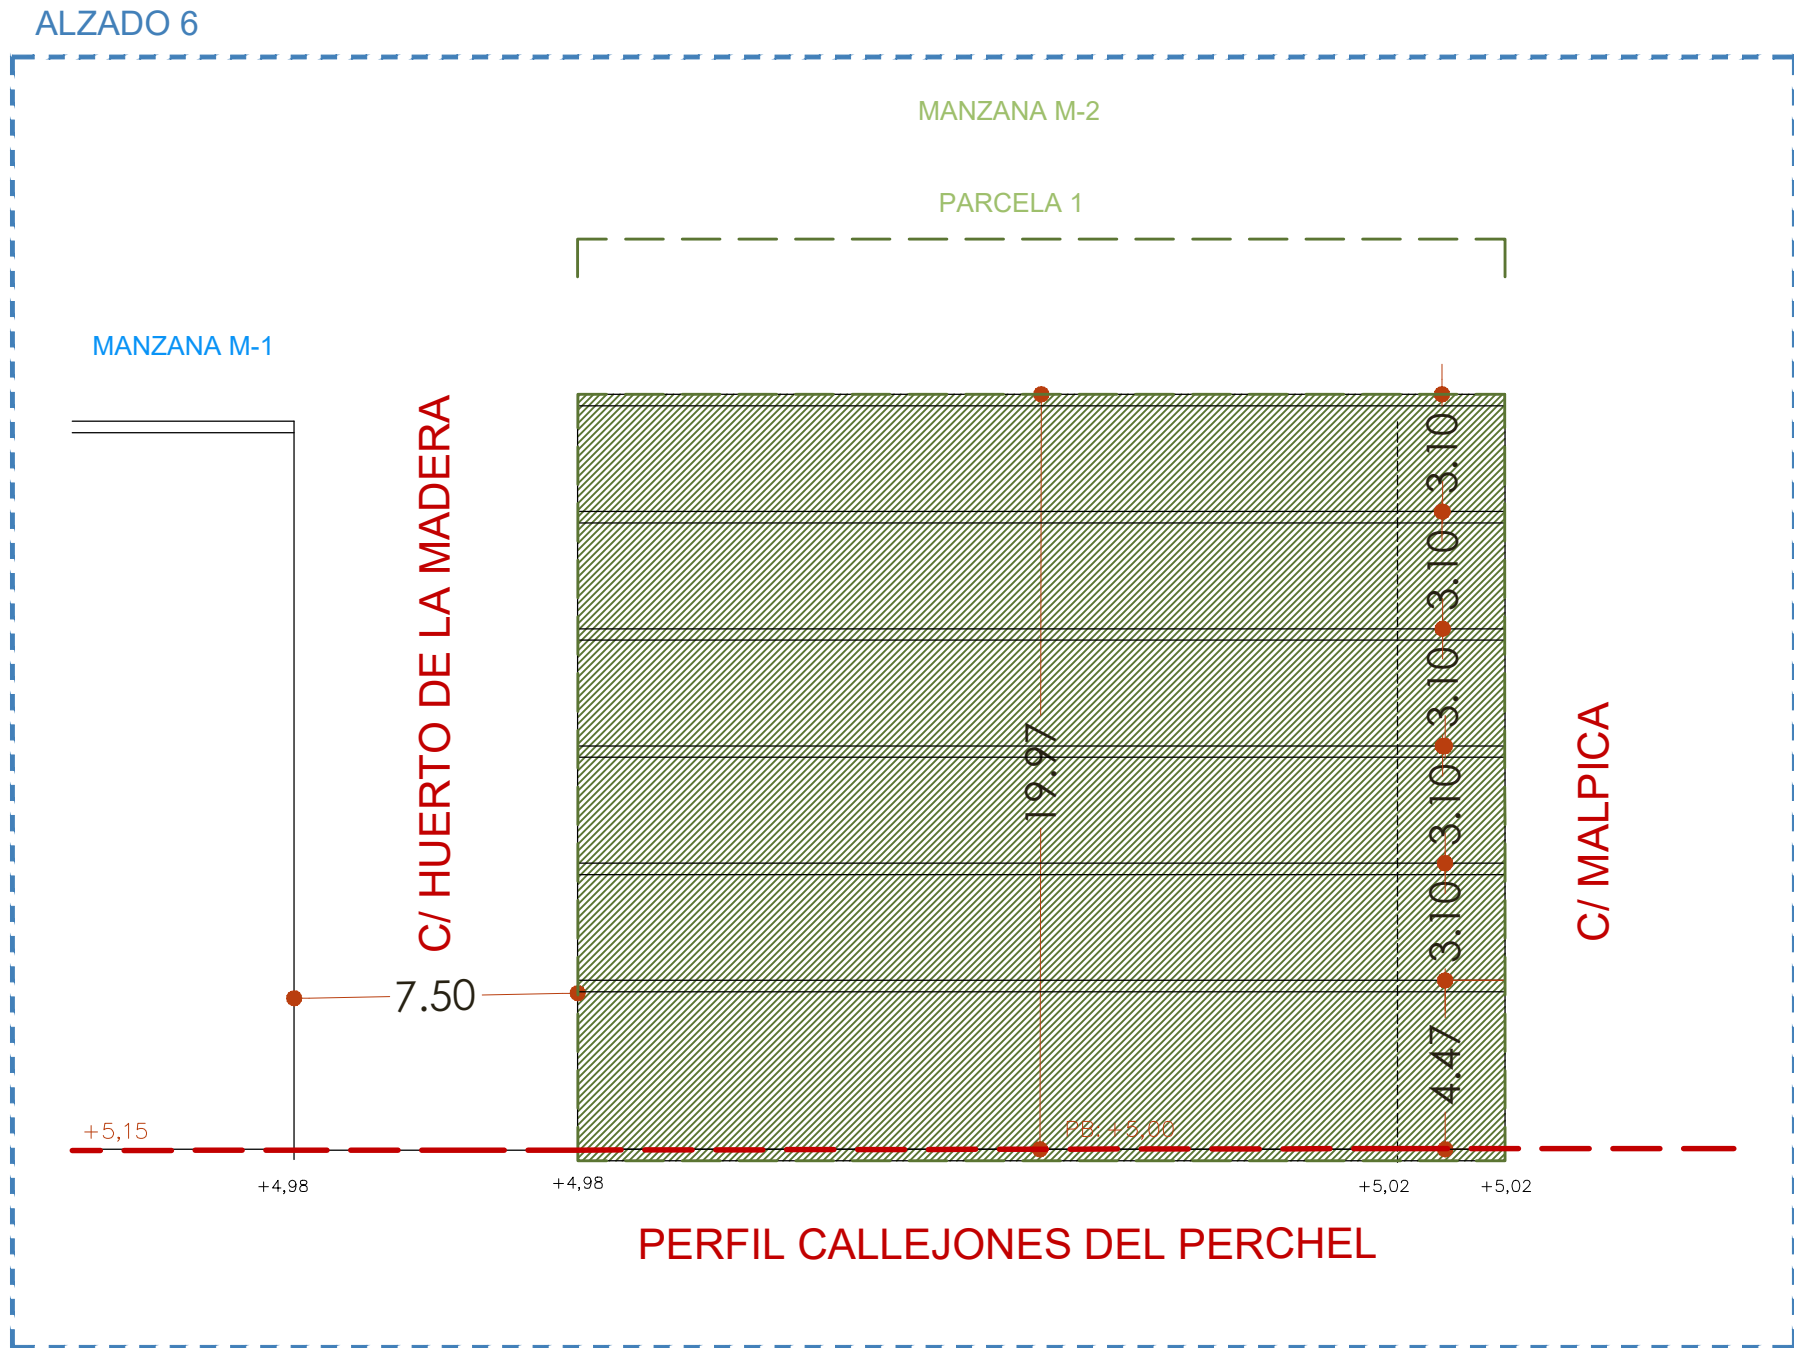 ALZADO 6
MANZANA M-2
PARCELA 1
MANZANA M-1
C/ HUERTO DE LA MADERA
C/ MALPICA
3.10
3.10
3.10
3.10
3.10
4.47
19.97
7.50
+5,15
PB: +5,00
+4,98
+4,98
+5,02
+5,02
PERFIL CALLEJONES DEL PERCHEL